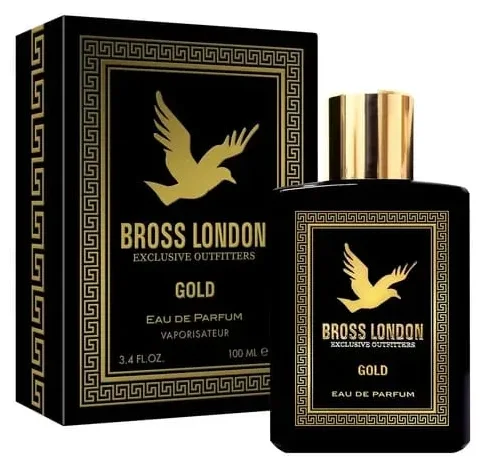 BROSS LONDON
EXCLUSIVE OUTFITTERS
GOLD
EAU DE PARFUM
VAPORISATEUR
3.4 FL.OZ. 100 ML e
BROSS LONDON
EXCLUSIVE OUTFITTERS
GOLD
EAU DE PARFUM